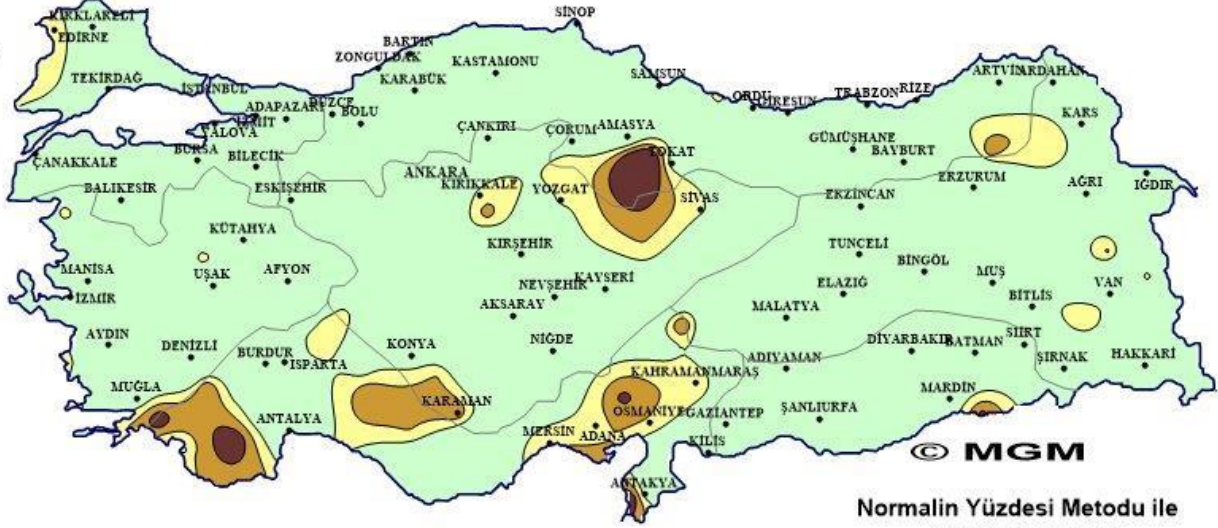 SİNOP
KIRKLARELİ
EDİRNE
BARTIN
ZONGULDAK
KASTAMONU
KARABÜK
TEKİRDAĞ
İSTANBUL
SAMSUN
ARTVİN
ARDAHAN
ADAPAZARI
DÜZCE
BOLU
ORDU
GİRESUN
TRABZON
RİZE
İZMİT
YALOVA
ÇANKIRI
ÇORUM
AMASYA
GÜMÜŞHANE
KARS
ÇANAKKALE
BURSA
BİLECİK
TOKAT
BAYBURT
ANKARA
BALIKESİR
ESKİŞEHİR
KIRIKKALE
YOZGAT
SİVAS
ERZİNCAN
ERZURUM
AĞRI
IĞDIR
KÜTAHYA
KIRŞEHİR
TUNCELİ
BİNGÖL
MANİSA
UŞAK
AFYON
NEVŞEHİR
KAYSERİ
ELAZIĞ
MUŞ
VAN
İZMİR
AKSARAY
MALATYA
BİTLİS
AYDIN
DENİZLİ
BURDUR
ISPARTA
KONYA
NİĞDE
ADIYAMAN
DİYARBAKIR
BATMAN
SİİRT
ŞIRNAK
HAKKARİ
KAHRAMANMARAŞ
MUĞLA
MARDİN
ANTALYA
KARAMAN
OSMANİYE
GAZİANTEP
ŞANLIURFA
MERSİN
ADANA
KİLİS
© MGM
ANTAKYA
Normalin Yüzdesi Metodu ile